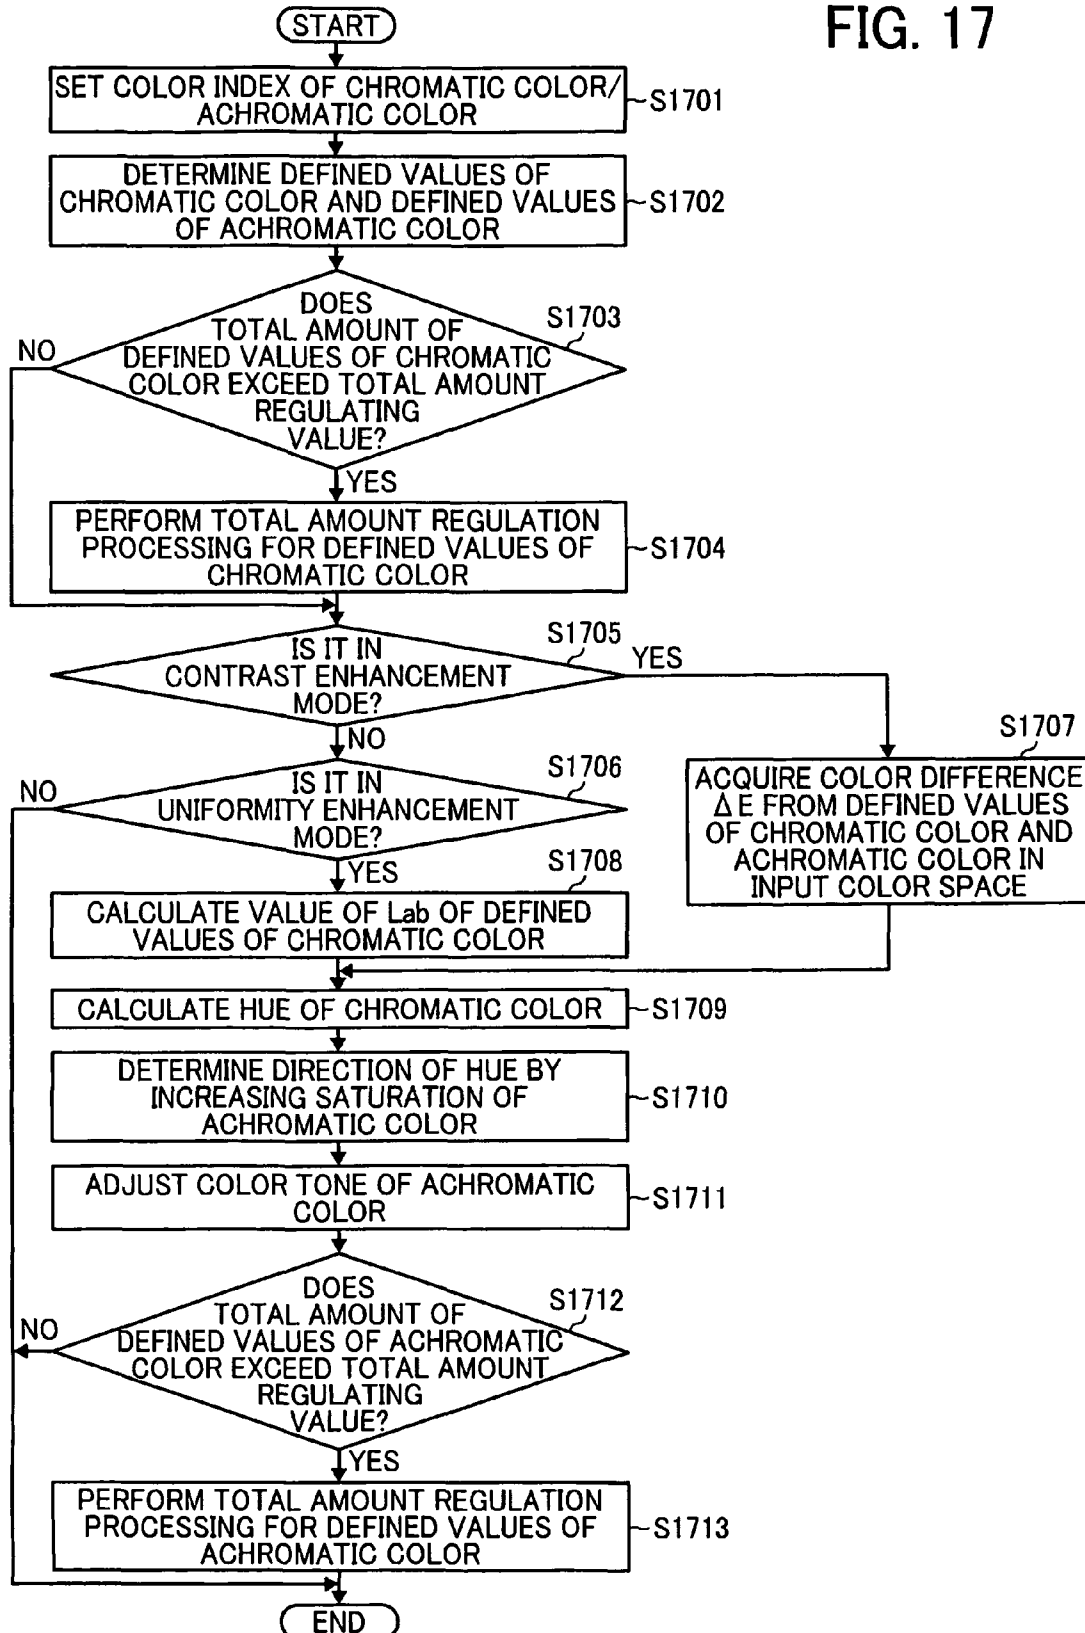 FIG. 17
START
SET COLOR INDEX OF CHROMATIC COLOR/
ACHROMATIC COLOR
S1701
DETERMINE DEFINED VALUES OF
CHROMATIC COLOR AND DEFINED VALUES
OF ACHROMATIC COLOR
S1702
DOES
TOTAL AMOUNT OF
DEFINED VALUES OF CHROMATIC
COLOR EXCEED TOTAL AMOUNT
REGULATING
VALUE?
S1703
NO
YES
PERFORM TOTAL AMOUNT REGULATION
PROCESSING FOR DEFINED VALUES OF
CHROMATIC COLOR
S1704
IS IT IN
CONTRAST ENHANCEMENT
MODE?
S1705
YES
NO
S1707
ACQUIRE COLOR DIFFERENCE
ΔE FROM DEFINED VALUES
OF CHROMATIC COLOR AND
ACHROMATIC COLOR IN
INPUT COLOR SPACE
IS IT IN
UNIFORMITY ENHANCEMENT
MODE?
S1706
NO
YES
S1708
CALCULATE VALUE OF Lab OF DEFINED
VALUES OF CHROMATIC COLOR
CALCULATE HUE OF CHROMATIC COLOR
S1709
DETERMINE DIRECTION OF HUE BY
INCREASING SATURATION OF
ACHROMATIC COLOR
S1710
ADJUST COLOR TONE OF ACHROMATIC
COLOR
S1711
DOES
TOTAL AMOUNT OF
DEFINED VALUES OF ACHROMATIC
COLOR EXCEED TOTAL AMOUNT
REGULATING
VALUE?
S1712
NO
YES
PERFORM TOTAL AMOUNT REGULATION
PROCESSING FOR DEFINED VALUES OF
ACHROMATIC COLOR
S1713
END